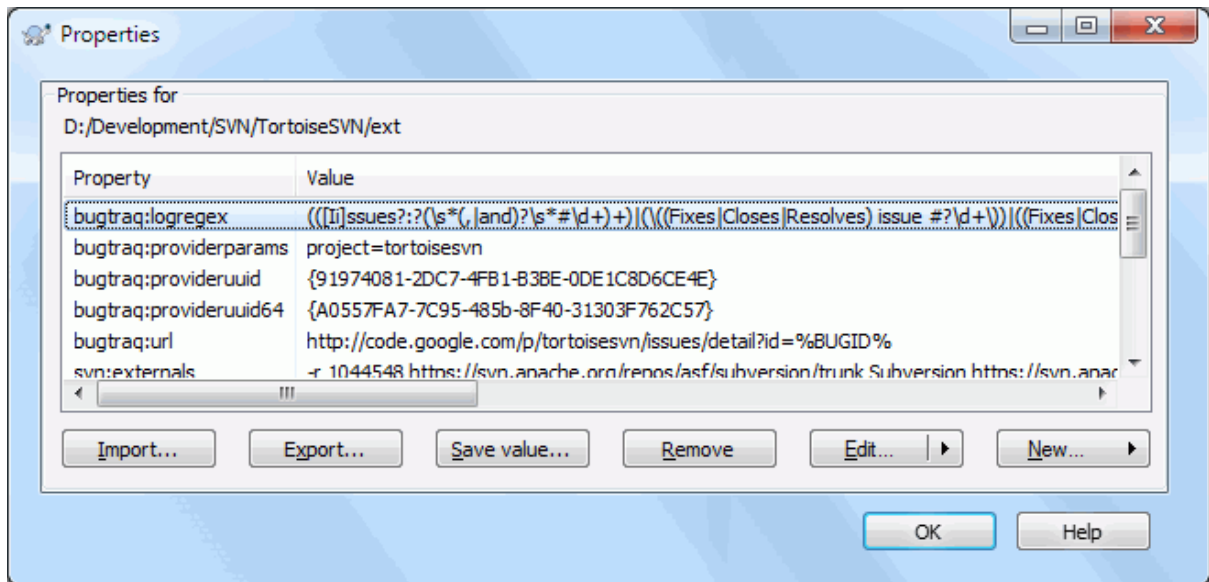 Properties
Properties for
D:/Development/SVN/TortoiseSVN/ext
Property Value
bugtraq:logregex (([Ii]ssues?:?(\s*(,|and)?\s*#\d+)+)|(\((Fixes|Closes|Resolves) issue #?\d+\))|((Fixes|Clos
bugtraq:providerparams project=tortoisesvn
bugtraq:provideruuid {91974081-2DC7-4FB1-B3BE-0DE1C8D6CE4E}
bugtraq:provideruuid64 {A0557FA7-7C95-485b-8F40-31303F762C57}
bugtraq:url http://code.google.com/p/tortoisesvn/issues/detail?id=%BUGID%
svn:externals -r 1044548 https://svn.apache.org/repos/asf/subversion/trunk Subversion https://svn.apac
Import... Export... Save value... Remove Edit... New...
OK Help